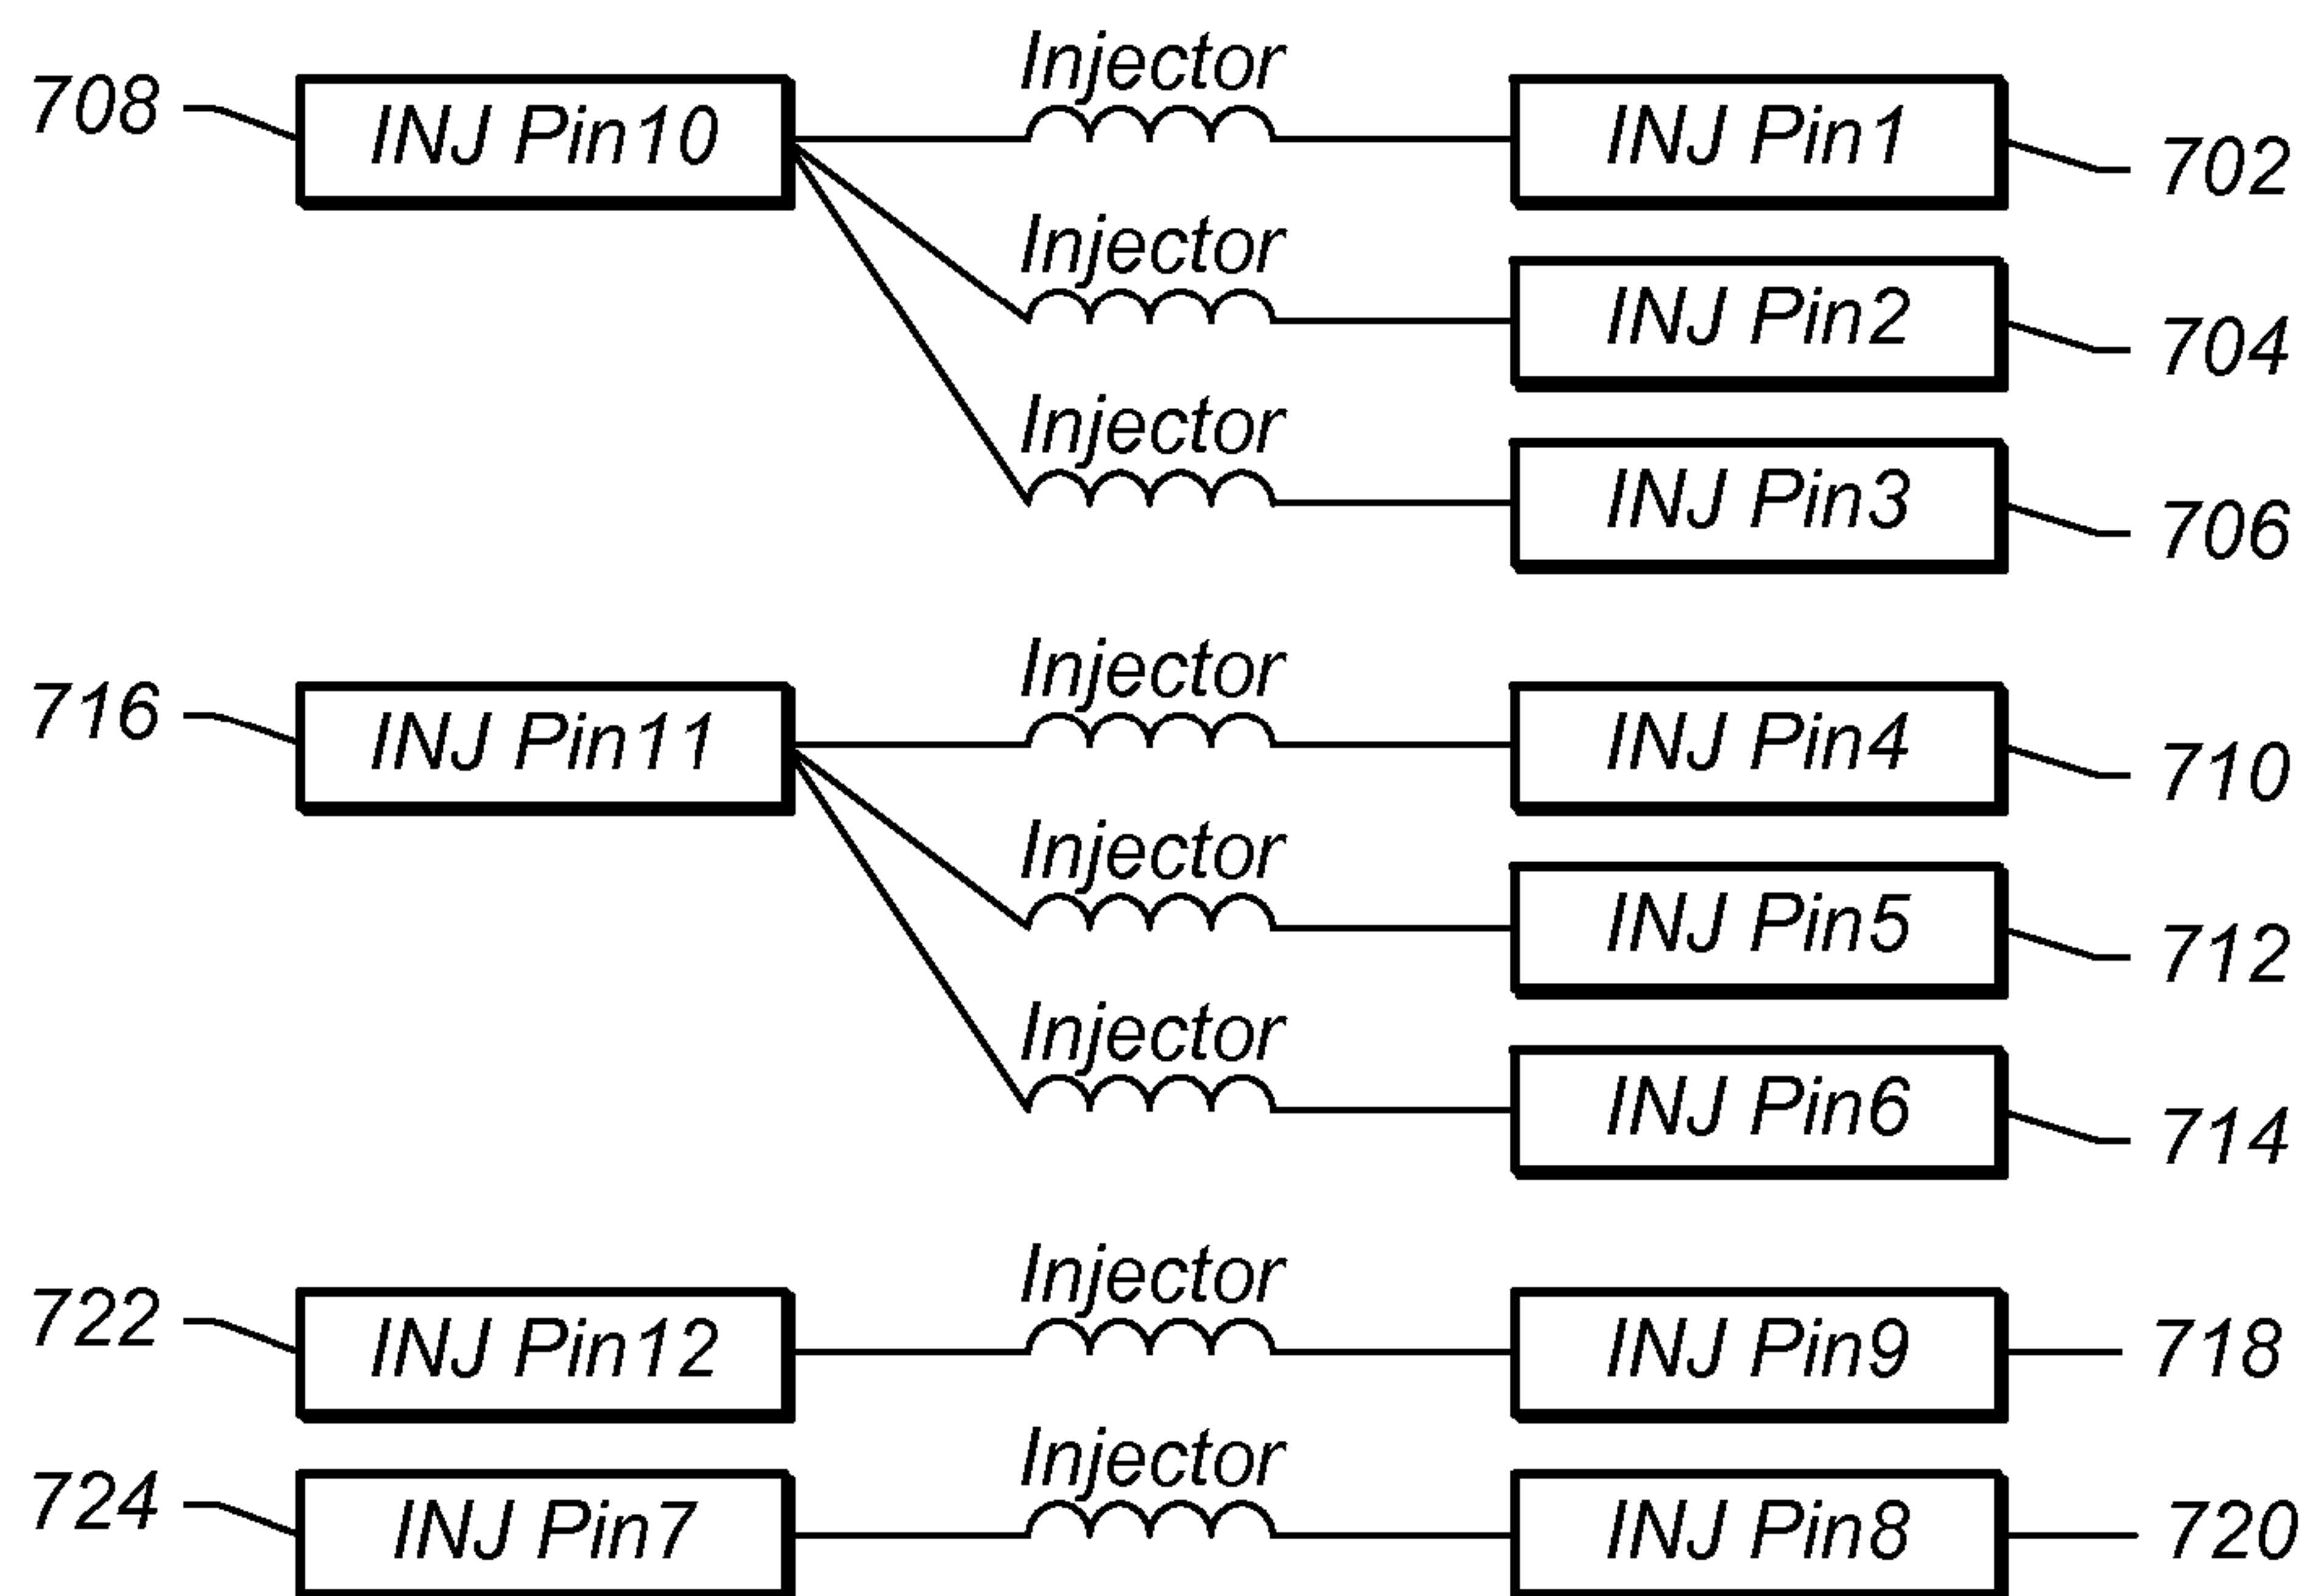 Injector
708 INJ Pin10 INJ Pin1 702
Injector
INJ Pin2 704
Injector
INJ Pin3 706
Injector
716 INJ Pin11 INJ Pin4 710
Injector
INJ Pin5 712
Injector
INJ Pin6 714
Injector
722 INJ Pin12 INJ Pin9 718
Injector
724 INJ Pin7 INJ Pin8 720